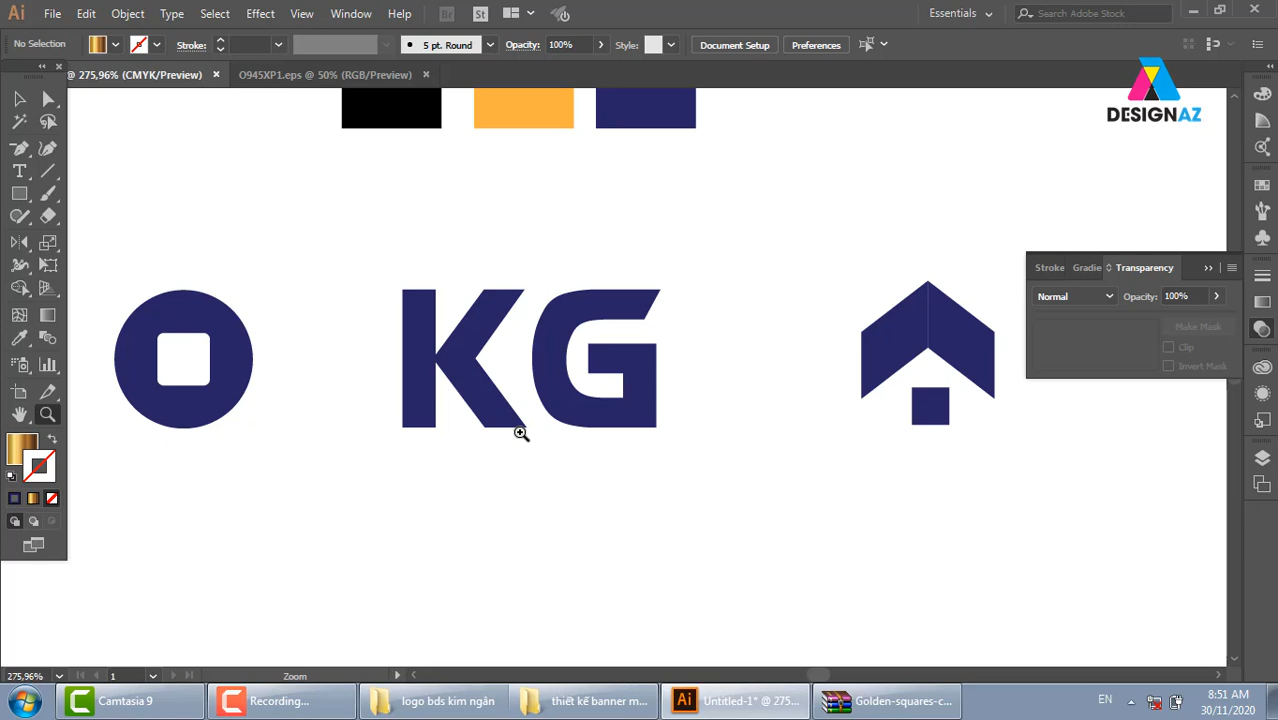 File Edit Object Type Select Effect View Window Help Br St Essentials Search Adobe Stock
No Selection Stroke: 5 pt. Round Opacity: 100% Style: Document Setup Preferences
@ 275,96% (CMYK/Preview) × O945XP1.eps @ 50% (RGB/Preview) ×
DESIGNAZ
Stroke Gradie Transparency
Normal Opacity: 100%
Make Mask
Clip
Invert Mask
KG
275,96% 1 Zoom
Camtasia 9 Recording... logo bds kim ngân thiết kế banner m... Untitled-1* @ 275... Golden-squares-c... EN 8:51 AM
30/11/2020